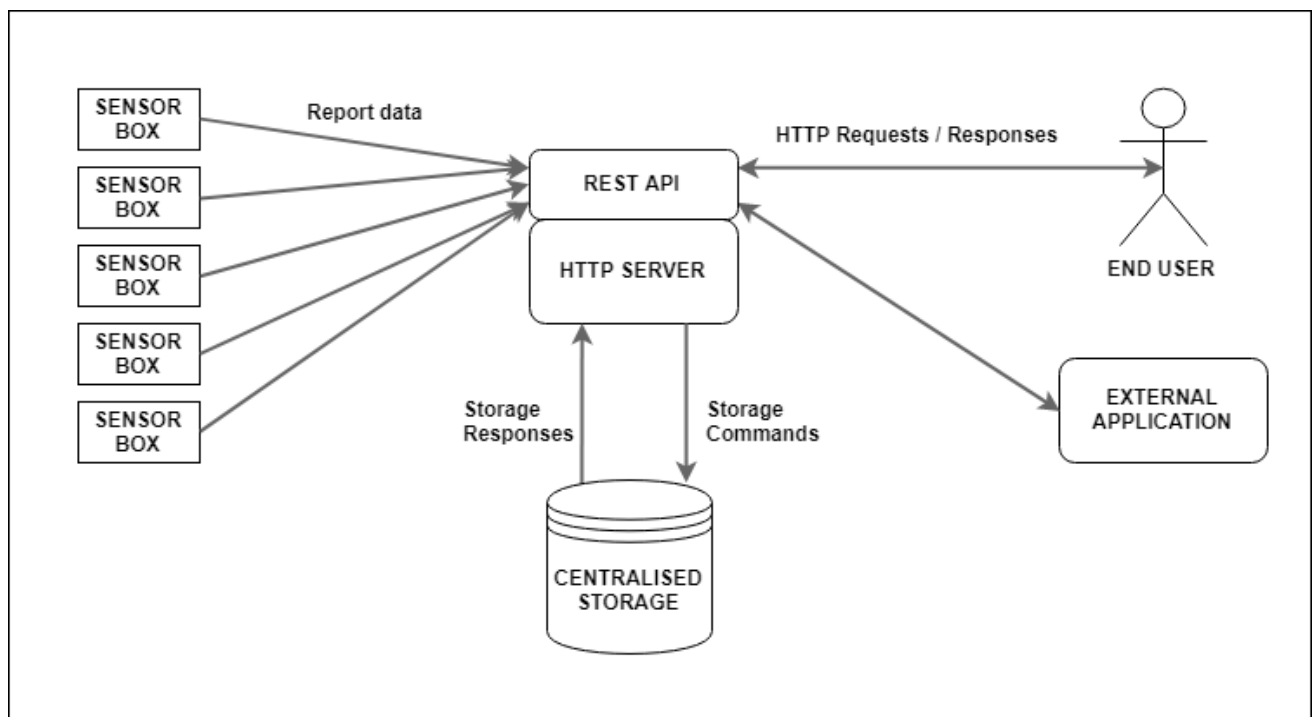 SENSOR
BOX
Report data
SENSOR
BOX
SENSOR
BOX
SENSOR
BOX
SENSOR
BOX
REST API
HTTP SERVER
HTTP Requests / Responses
END USER
EXTERNAL
APPLICATION
Storage
Responses
Storage
Commands
CENTRALISED
STORAGE